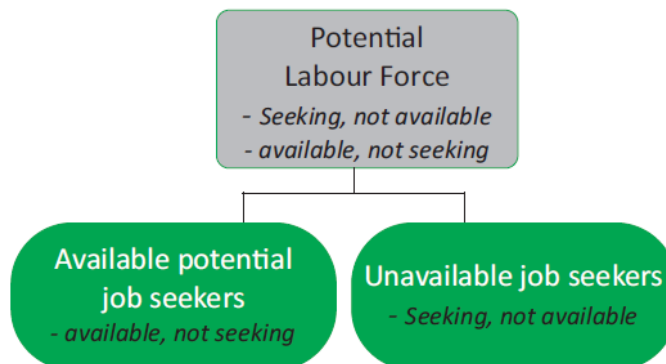 Potential
Labour Force
- Seeking, not available
- available, not seeking
Available potential
job seekers
- available, not seeking
Unavailable job seekers
- Seeking, not available